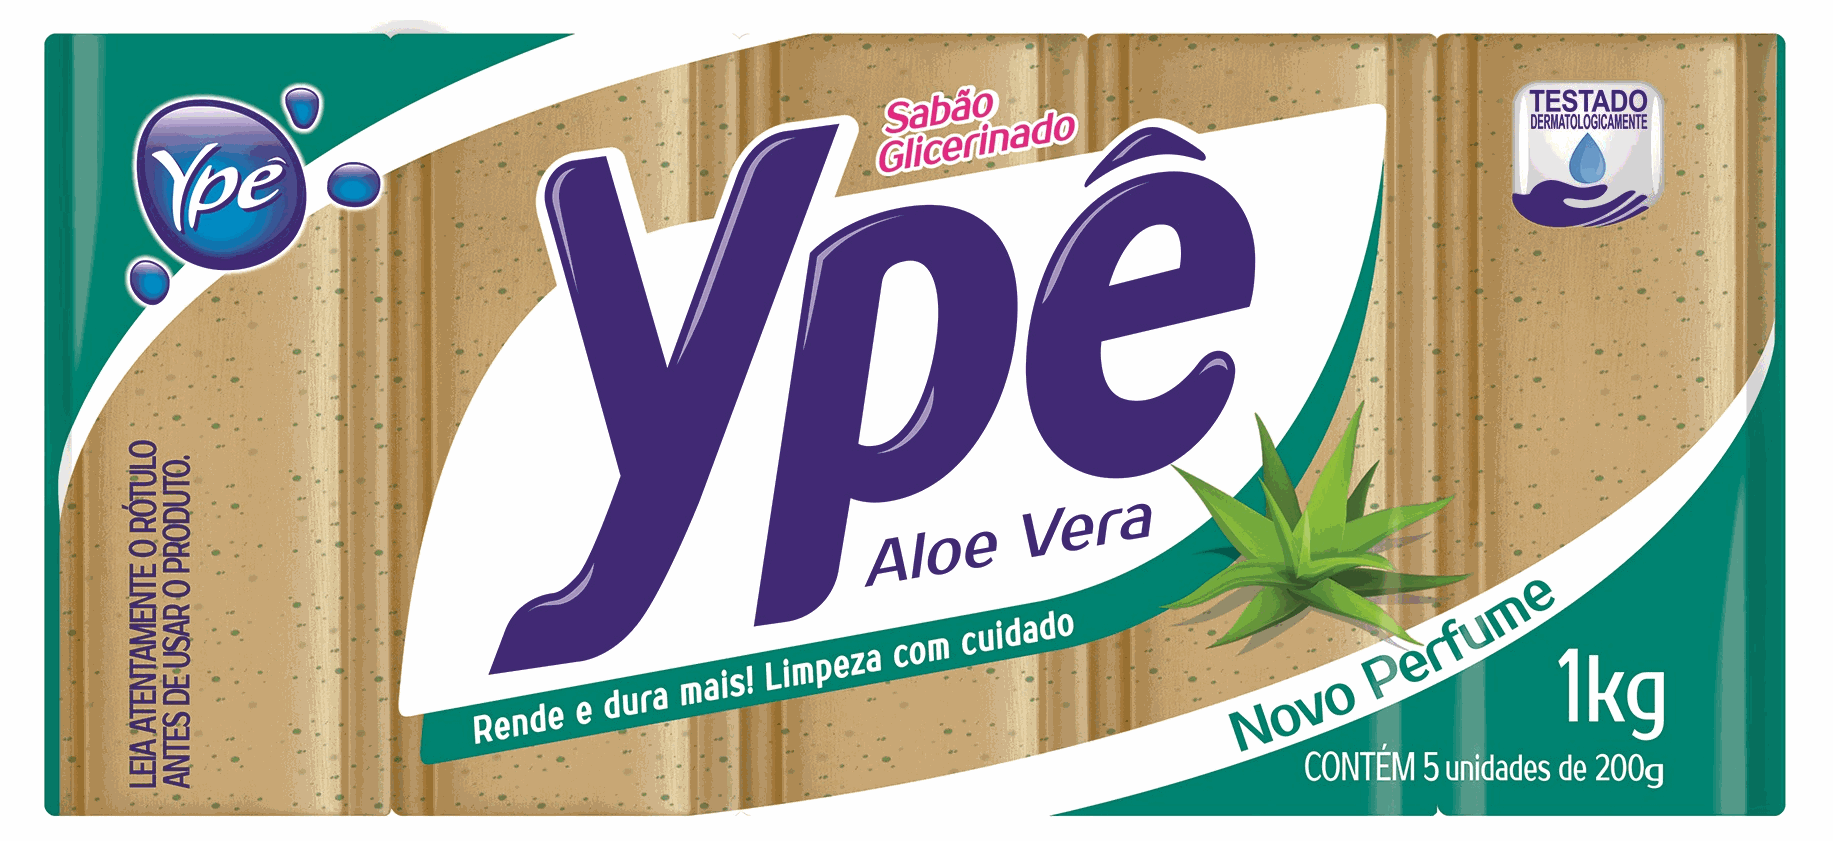 Ypê
Sabão
Glicerinado
TESTADO
DERMATOLOGICAMENTE
Ypê
Aloe Vera
Rende e dura mais! Limpeza com cuidado
LEIA ATENTAMENTE O RÓTULO
ANTES DE USAR O PRODUTO.
Novo Perfume
1kg
CONTÉM 5 unidades de 200g